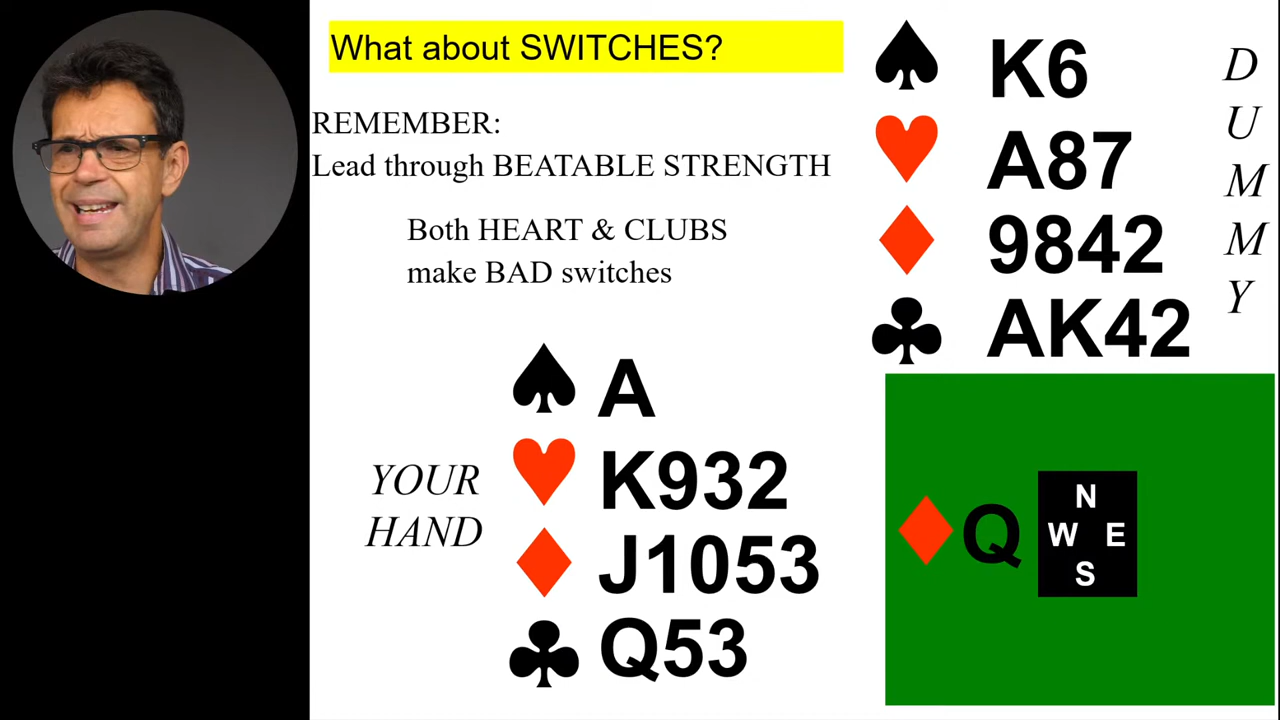 What about SWITCHES?
REMEMBER:
Lead through BEATABLE STRENGTH
Both HEART & CLUBS
make BAD switches
♠ K6
♥ A87
♦ 9842
♣ AK42
DUMMY
YOUR
HAND
♠ A
♥ K932
♦ J1053
♣ Q53
♦ Q
N
W E
S